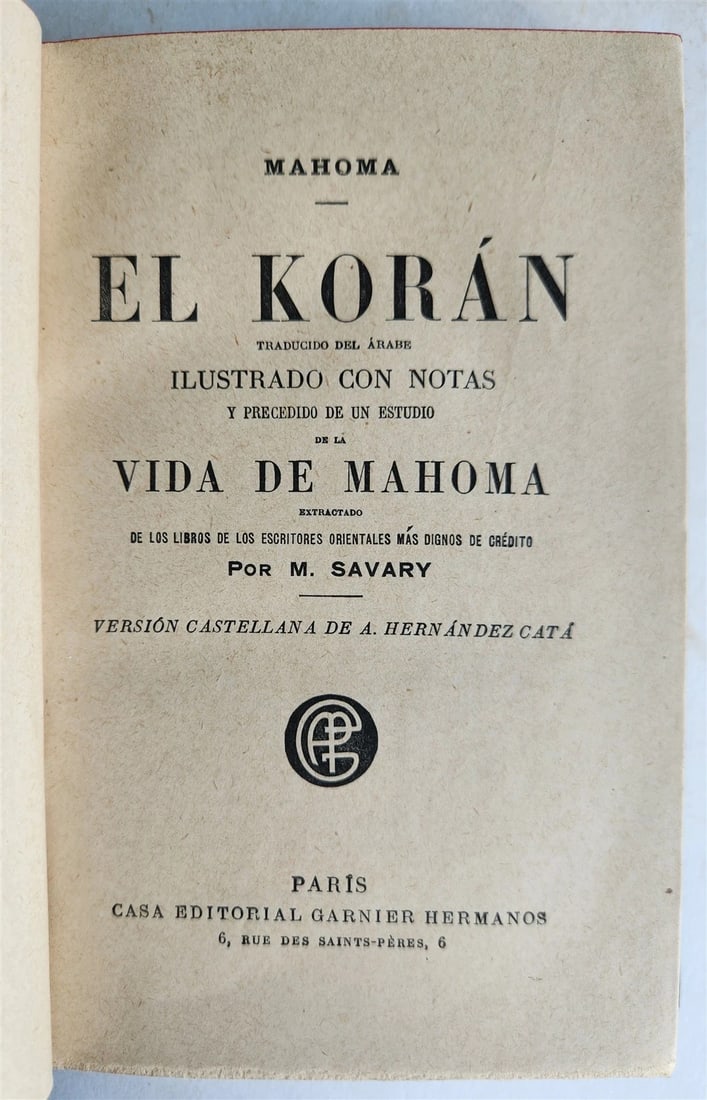 MAHOMA
EL KORÁN
TRADUCIDO DEL ÁRABE
ILUSTRADO CON NOTAS
Y PRECEDIDO DE UN ESTUDIO
DE LA
VIDA DE MAHOMA
EXTRACTADO
DE LOS LIBROS DE LOS ESCRITORES ORIENTALES MÁS DIGNOS DE CRÉDITO
POR M. SAVARY
VERSIÓN CASTELLANA DE A. HERNÁNDEZ CATÁ
PARÍS
CASA EDITORIAL GARNIER HERMANOS
6, RUE DES SAINTS-PÈRES, 6